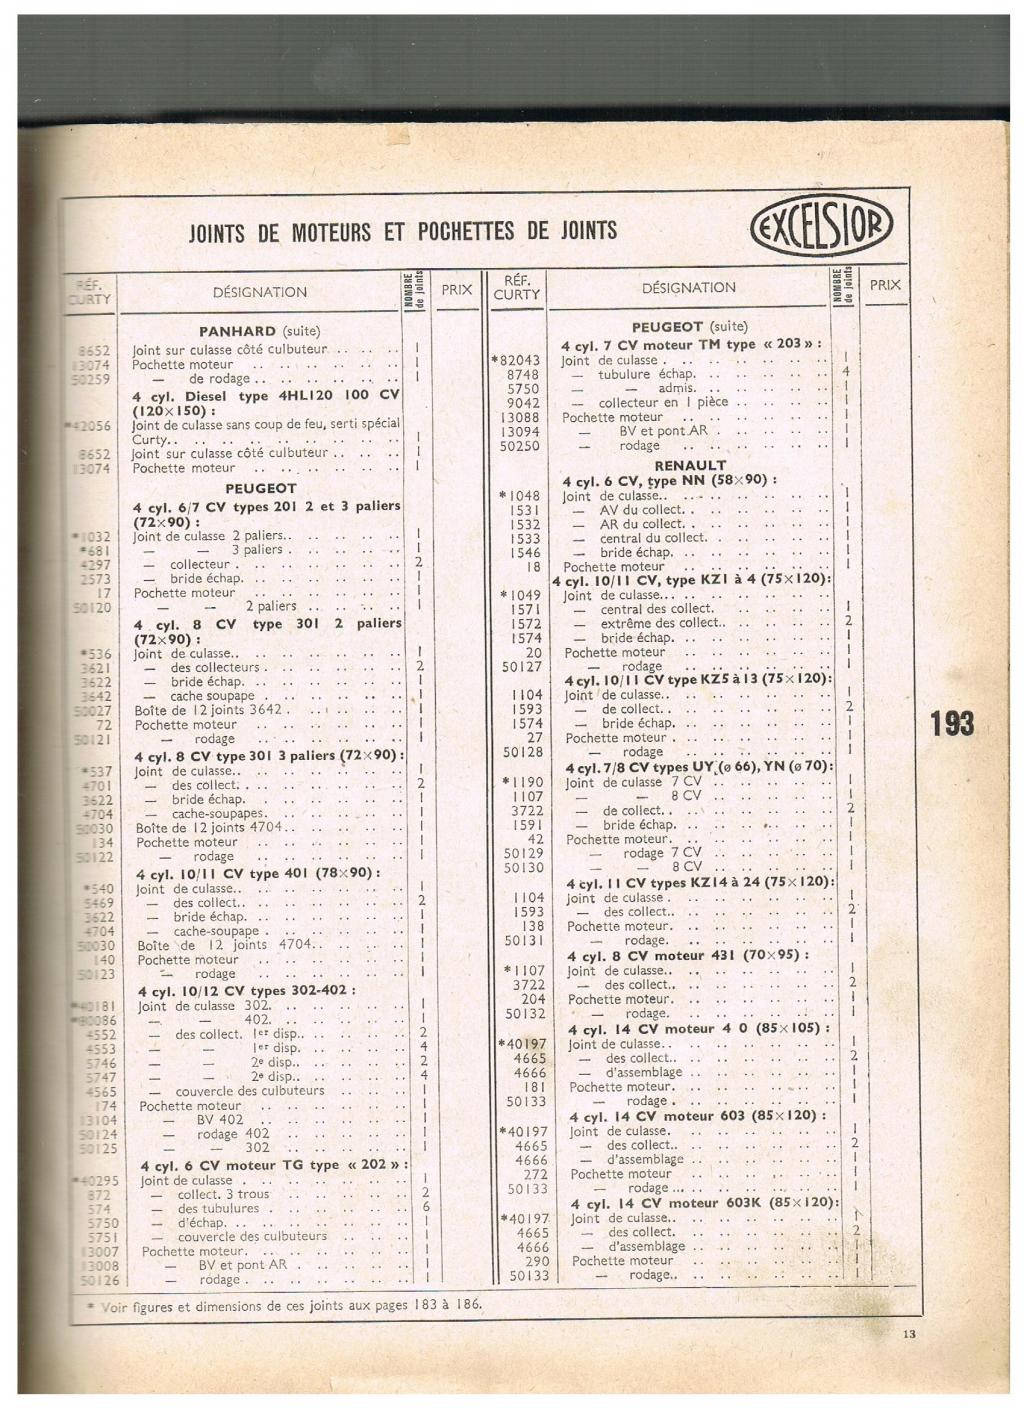 JOINTS DE MOTEURS ET POCHETTES DE JOINTS
EXCELSIOR
RÉF. CURTY DÉSIGNATION NOMBRE de joints PRIX
PANHARD (suite)
8652 Joint sur culasse côté culbuteur 1
13074 Pochette moteur 1
50259 — de rodage 1
4 cyl. Diesel type 4HL120 100 CV
(120×150) :
*42056 Joint de culasse sans coup de feu, serti spécial
Curty 1
8652 Joint sur culasse côté culbuteur 1
13074 Pochette moteur 1
PEUGEOT
4 cyl. 6/7 CV types 201 2 et 3 paliers
(72×90) :
*1032 Joint de culasse 2 paliers 1
*681 — — 3 paliers 1
4297 — collecteur 2
2573 — bride échap. 1
17 Pochette moteur 1
50120 — — 2 paliers 1
4 cyl. 8 CV type 301 2 paliers
(72×90) :
*536 Joint de culasse 1
3621 — des collecteurs 2
3622 — bride échap. 1
3642 — cache soupape 1
50027 Boîte de 12 joints 3642 1
72 Pochette moteur 1
50121 — rodage 1
4 cyl. 8 CV type 301 3 paliers (72×90) :
*537 Joint de culasse 1
4701 — des collect. 2
3622 — bride échap. 1
4704 — cache-soupapes 1
50030 Boîte de 12 joints 4704 1
134 Pochette moteur 1
50122 — rodage 1
4 cyl. 10/11 CV type 401 (78×90) :
*540 Joint de culasse 1
5469 — des collect. 2
3622 — bride échap. 1
4704 — cache-soupape 1
50030 Boîte de 12 joints 4704 1
140 Pochette moteur 1
50123 — rodage 1
4 cyl. 10/12 CV types 302-402 :
*40181 Joint de culasse 302 1
*80086 — — 402 1
4552 — des collect. 1er disp. 2
4553 — — 1er disp. 4
5746 — — 2e disp. 2
5747 — — 2e disp. 4
4565 — couvercle des culbuteurs 1
174 Pochette moteur 1
13104 — BV 402 1
50124 — rodage 402 1
50125 — — 302 1
4 cyl. 6 CV moteur TG type « 202 » :
*40295 Joint de culasse 1
872 — collect. 3 trous 2
574 — des tubulures 6
5750 — d'échap. 1
5751 — couvercle des culbuteurs 1
13007 Pochette moteur 1
13008 — BV et pont AR 1
50126 — rodage 1
RÉF. CURTY DÉSIGNATION NOMBRE de joints PRIX
PEUGEOT (suite)
4 cyl. 7 CV moteur TM type « 203 » :
*82043 Joint de culasse 1
8748 — tubulure échap. 4
5750 — — admis. 1
9042 — collecteur en 1 pièce 1
13088 Pochette moteur 1
13094 — BV et pont AR 1
50250 — rodage 1
RENAULT
4 cyl. 6 CV, type NN (58×90) :
*1048 Joint de culasse 1
1531 — AV du collect. 1
1532 — AR du collect. 1
1533 — central du collect. 1
1546 — bride échap. 1
18 Pochette moteur 1
4 cyl. 10/11 CV, type KZ1 à 4 (75×120):
*1049 Joint de culasse
1571 — central des collect. 1
1572 — extrême des collect. 2
1574 — bride échap. 1
20 Pochette moteur 1
50127 — rodage 1
4 cyl. 10/11 CV type KZ5 à 13 (75×120):
1104 Joint de culasse 1
1593 — de collect. 2
1574 — bride échap. 1
27 Pochette moteur 1
50128 — rodage 1
4 cyl. 7/8 CV types UY (ø 66), YN (ø 70):
*1190 Joint de culasse 7 CV 1
1107 — — 8 CV 1
3722 — de collect. 2
1591 — bride échap. 1
42 Pochette moteur 1
50129 — rodage 7 CV 1
50130 — — 8 CV 1
4 cyl. 11 CV types KZ14 à 24 (75×120):
1104 Joint de culasse 1
1593 — des collect. 2
138 Pochette moteur 1
50131 — rodage 1
4 cyl. 8 CV moteur 431 (70×95) :
*1107 Joint de culasse 1
3722 — des collect. 2
204 Pochette moteur 1
50132 — rodage 1
4 cyl. 14 CV moteur 4 0 (85×105) :
*40197 Joint de culasse 1
4665 — des collect. 2
4666 — d'assemblage 1
181 Pochette moteur 1
50133 — rodage 1
4 cyl. 14 CV moteur 603 (85×120) :
*40197 Joint de culasse 1
4665 — des collect. 2
4666 — d'assemblage 1
272 Pochette moteur 1
50133 — rodage 1
4 cyl. 14 CV moteur 603K (85×120):
*40197 Joint de culasse 1
4665 — des collect. 2
4666 — d'assemblage 1
290 Pochette moteur 1
50133 — rodage 1
193
* Voir figures et dimensions de ces joints aux pages 183 à 186.
13